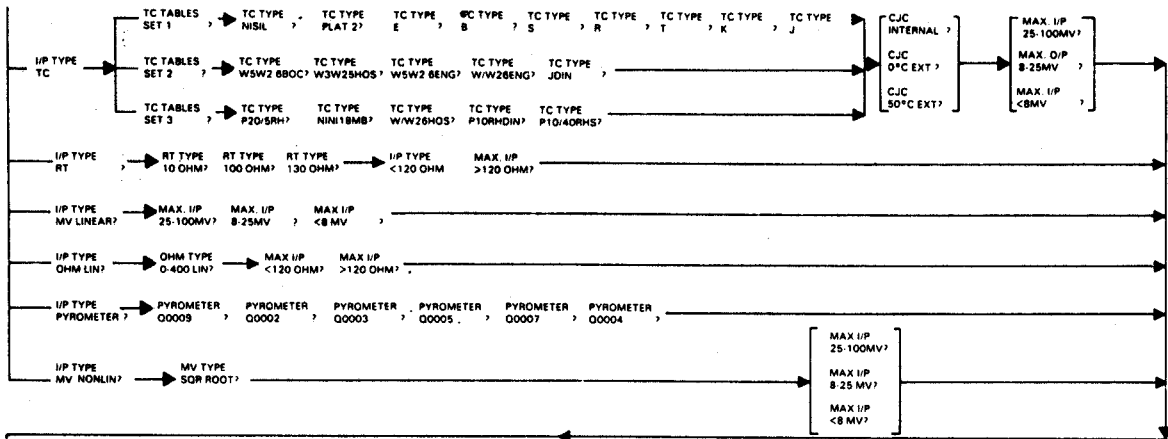 TC TABLES SET 1 ?
TC TYPE NISIL ?
TC TYPE PLAT 2?
TC TYPE E ?
TC TYPE B ?
TC TYPE S ?
TC TYPE R ?
TC TYPE T ?
TC TYPE K ?
TC TYPE J ?
I/P TYPE TC
TC TABLES SET 2 ?
TC TYPE W5W2 6BOC?
TC TYPE W3W25HOS?
TC TYPE W5W2 6ENG?
TC TYPE W/W26ENG?
TC TYPE JDIN ?
TC TABLES SET 3 ?
TC TYPE P20/5RH?
TC TYPE NINI18MB?
TC TYPE W/W26HOS?
TC TYPE P10RHDIN?
TC TYPE P10/40RHS?
CJC INTERNAL ?
CJC 0°C EXT ?
CJC 50°C EXT?
MAX. I/P 25-100MV?
MAX. O/P 8-25MV ?
MAX. I/P <8MV ?
I/P TYPE RT ?
RT TYPE 10 OHM?
RT TYPE 100 OHM?
RT TYPE 130 OHM?
I/P TYPE <120 OHM
MAX. I/P >120 OHM?
I/P TYPE MV LINEAR?
MAX. I/P 25-100MV?
MAX. I/P 8-25MV ?
MAX I/P <8 MV ?
I/P TYPE OHM LIN?
OHM TYPE 0-400 LIN?
MAX I/P <120 OHM?
MAX I/P >120 OHM?
I/P TYPE PYROMETER ?
PYROMETER Q0009 ?
PYROMETER Q0002 ?
PYROMETER Q0003 ?
PYROMETER Q0005 ?
PYROMETER Q0007 ?
PYROMETER Q0004 ?
I/P TYPE MV NONLIN?
MV TYPE SQR ROOT?
MAX I/P 25-100MV?
MAX I/P 8-25 MV?
MAX I/P <8 MV?